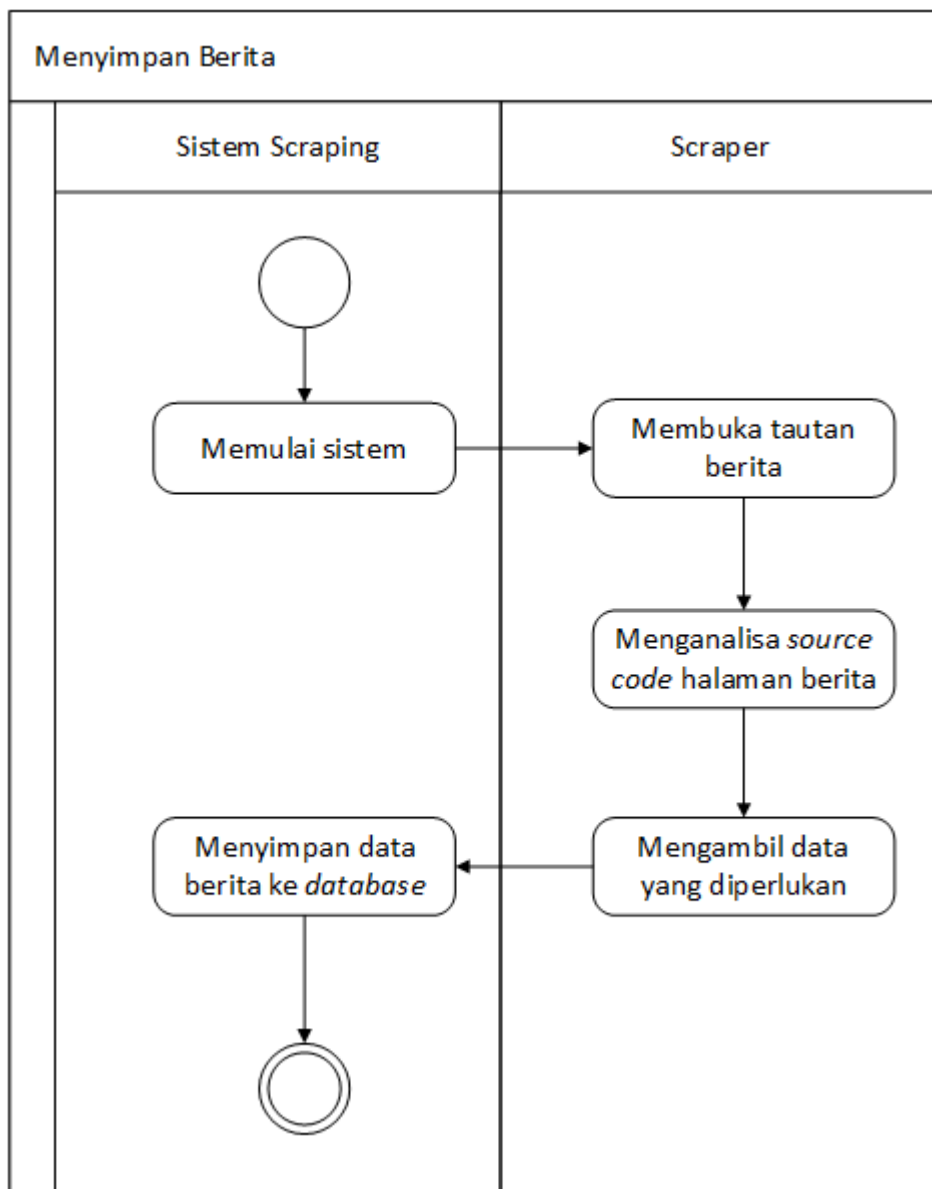 Menyimpan Berita
Sistem Scraping
Scraper
Memulai sistem
Membuka tautan
berita
Menganalisa source
code halaman berita
Mengambil data
yang diperlukan
Menyimpan data
berita ke database